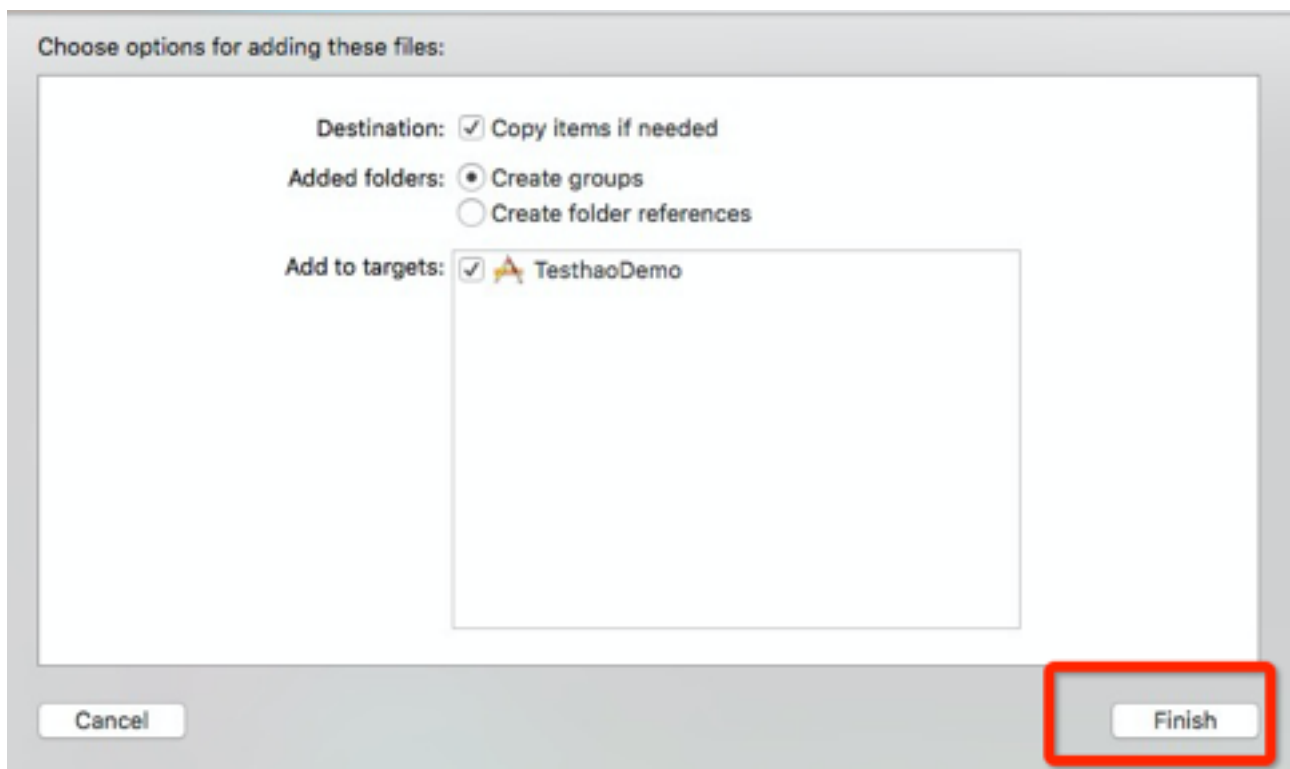 Choose options for adding these files:
Destination: Copy items if needed
Added folders: Create groups
Create folder references
Add to targets: TesthaoDemo
Cancel Finish